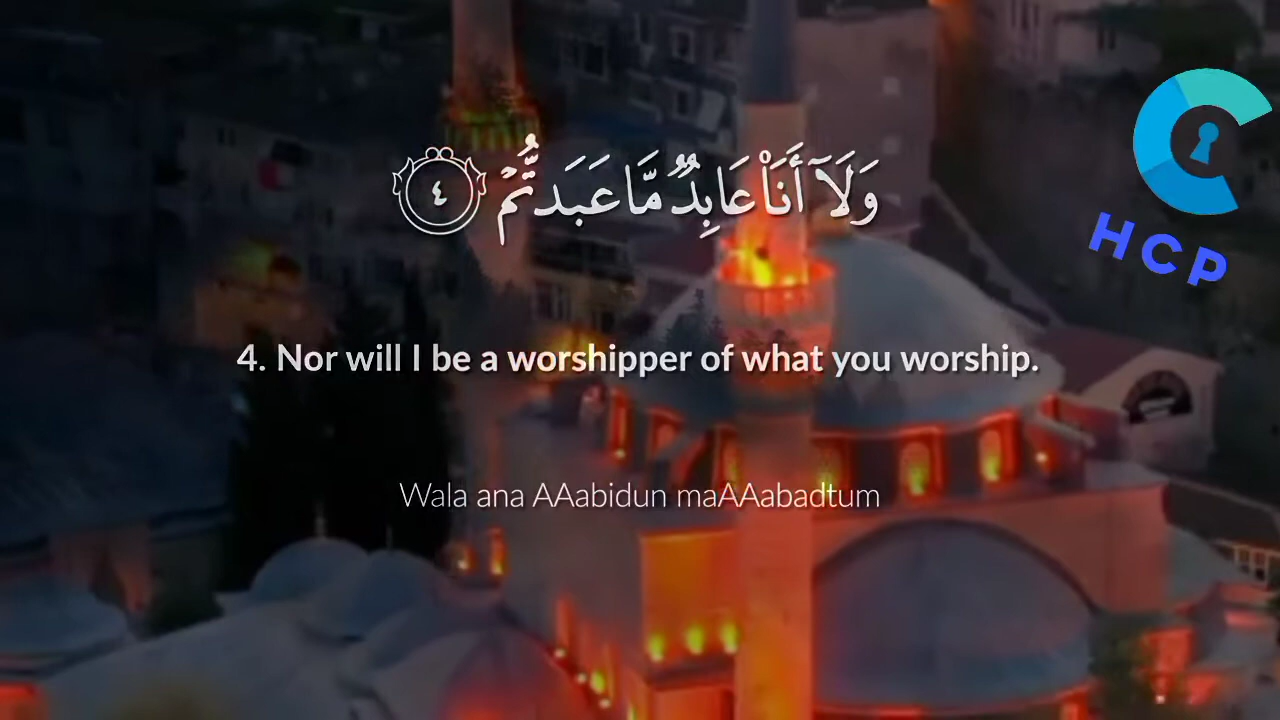 وَلَآ أَنَا۠ عَابِدٞ مَّا عَبَدتُّمۡ ٤
4. Nor will I be a worshipper of what you worship.
Wala ana AAabidun maAAabadtum
HCP